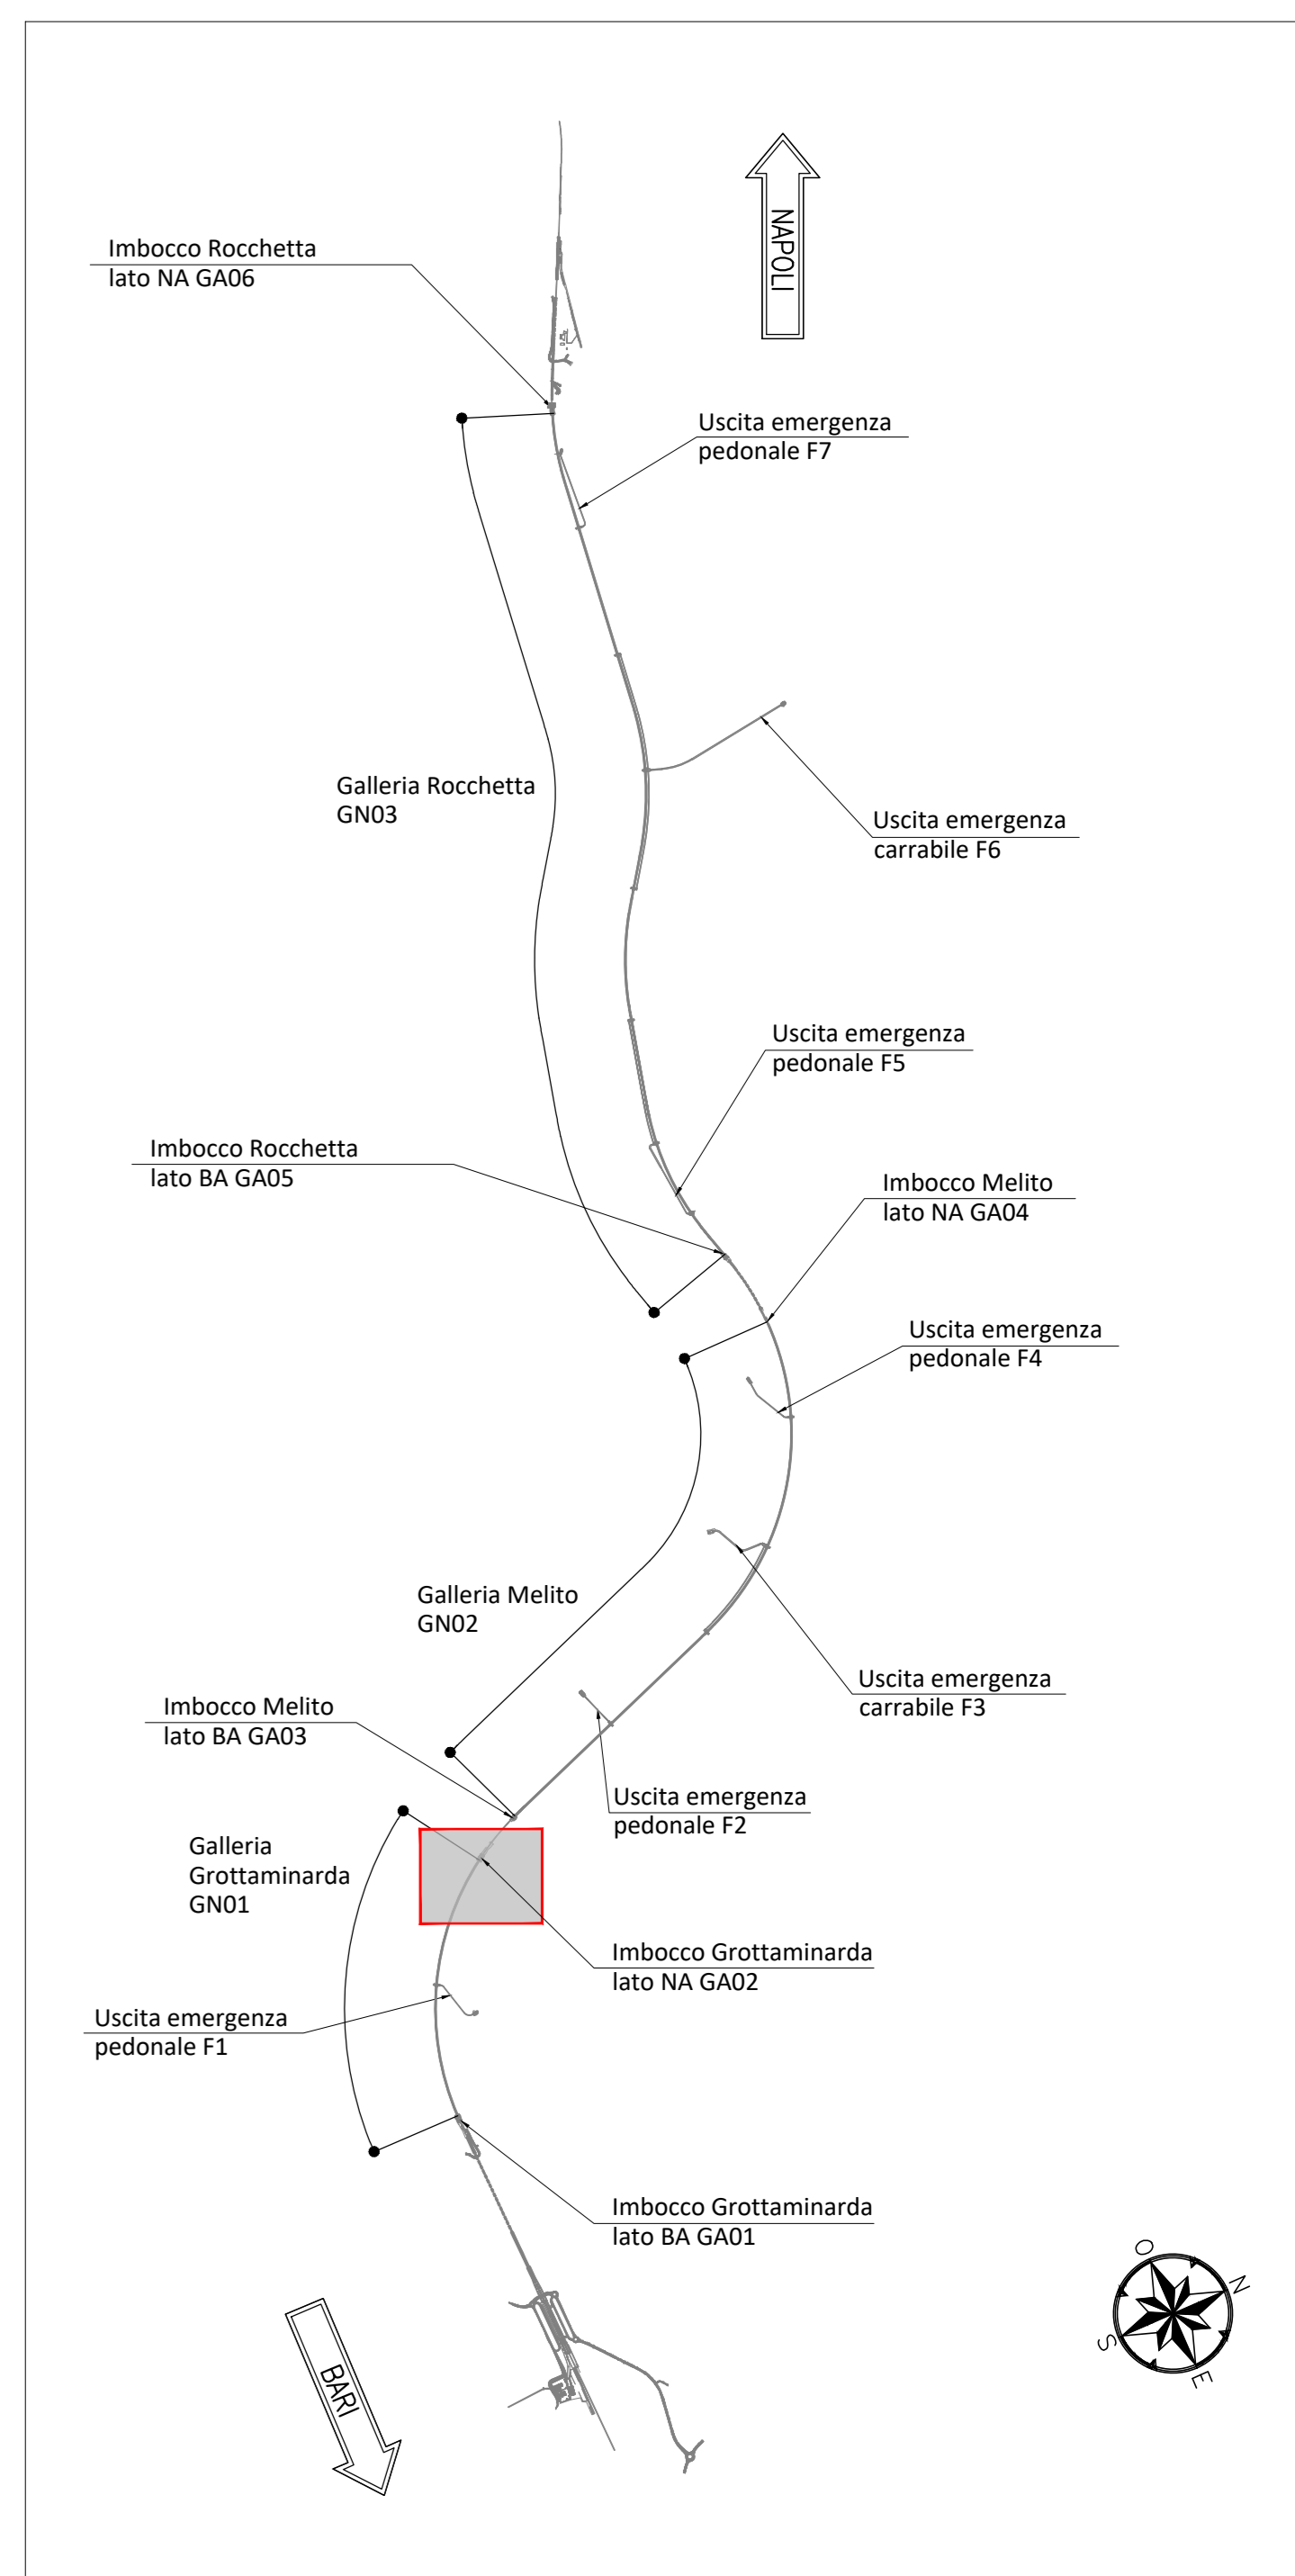 NAPOLI
Imbocco Rocchetta
lato NA GA06
Uscita emergenza
pedonale F7
Galleria Rocchetta
GN03
Uscita emergenza
carrabile F6
Uscita emergenza
pedonale F5
Imbocco Rocchetta
lato BA GA05
Imbocco Melito
lato NA GA04
Uscita emergenza
pedonale F4
Galleria Melito
GN02
Uscita emergenza
carrabile F3
Imbocco Melito
lato BA GA03
Uscita emergenza
pedonale F2
Galleria
Grottaminarda
GN01
Imbocco Grottaminarda
lato NA GA02
Uscita emergenza
pedonale F1
Imbocco Grottaminarda
lato BA GA01
O
N
S
E
BARI